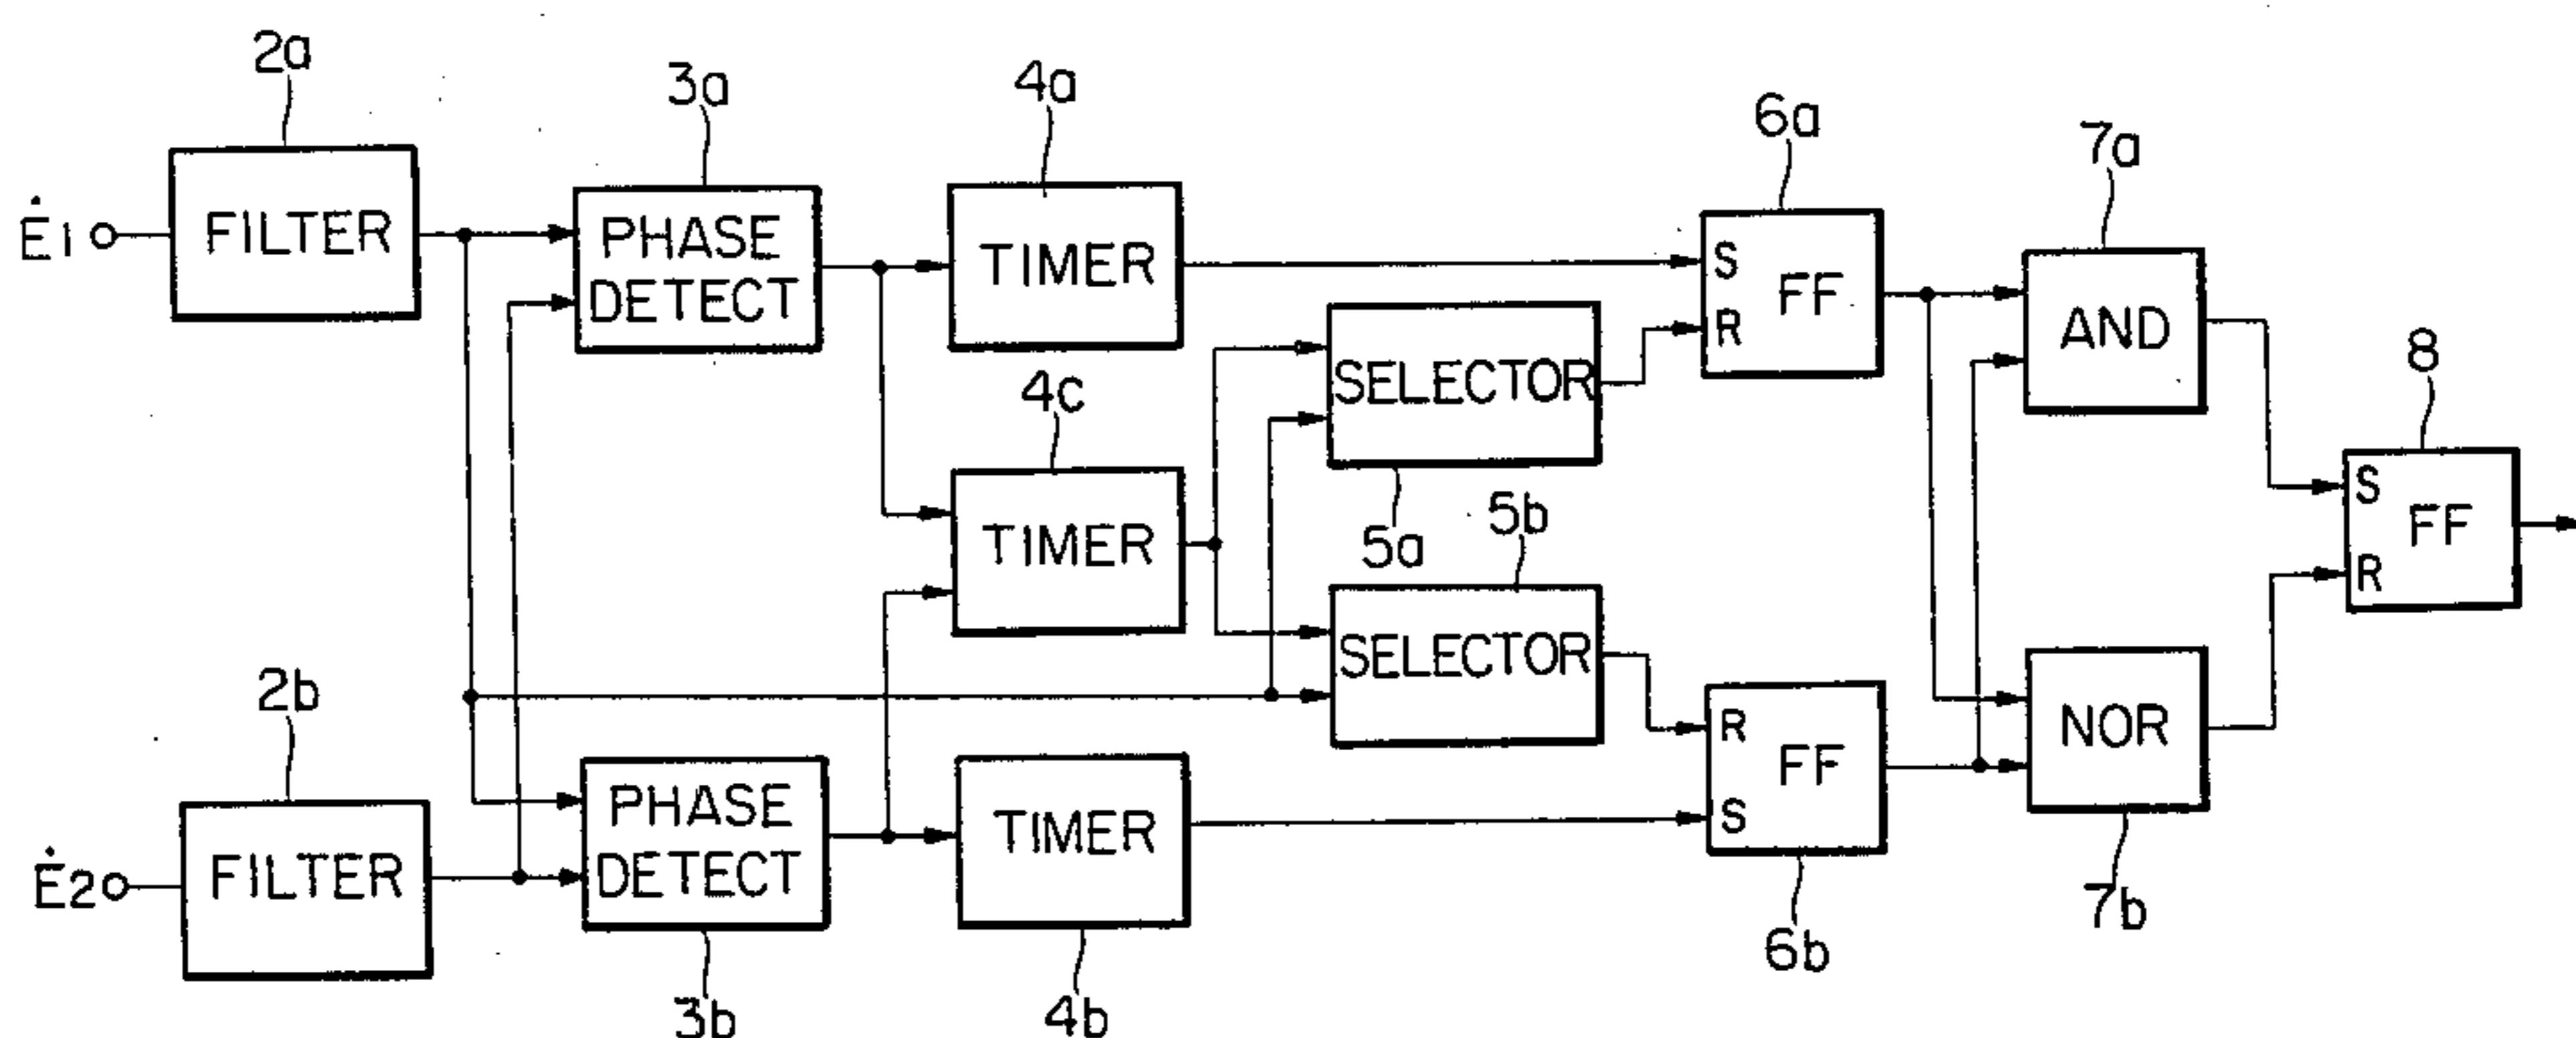 2a
3a
4a
6a
7a
Ė1
FILTER
PHASE
DETECT
TIMER
S
R
FF
AND
SELECTOR
5a
4c
TIMER
8
S
R
FF
5b
SELECTOR
2b
R
S
FF
NOR
7b
Ė2
FILTER
PHASE
DETECT
TIMER
3b
4b
6b